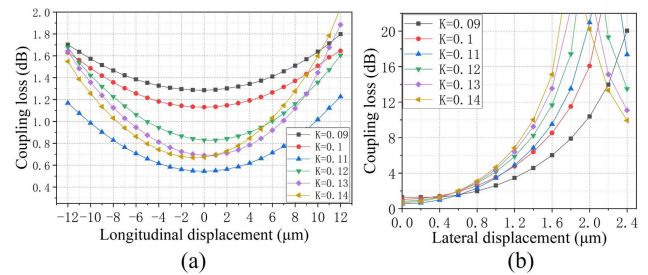 2.0
1.8
1.6
1.4
1.2
1.0
0.8
0.6
0.4
Coupling loss (dB)
K=0.09
K=0.1
K=0.11
K=0.12
K=0.13
K=0.14
-12 -10 -8 -6 -4 -2 0 2 4 6 8 10 12
Longitudinal displacement (μm)
(a)
20
16
12
8
4
0
Coupling loss (dB)
K=0.09
K=0.1
K=0.11
K=0.12
K=0.13
K=0.14
0.0 0.4 0.8 1.2 1.6 2.0 2.4
Lateral displacement (μm)
(b)